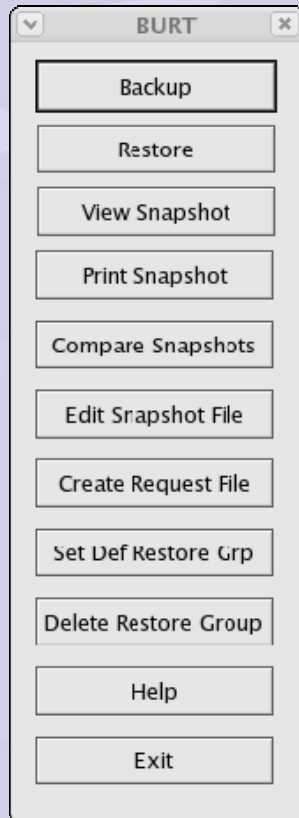 BURT
Backup
Restore
View Snapshot
Print Snapshot
Compare Snapshots
Edit Snapshot File
Create Request File
Set Def Restore Grp
Delete Restore Group
Help
Exit